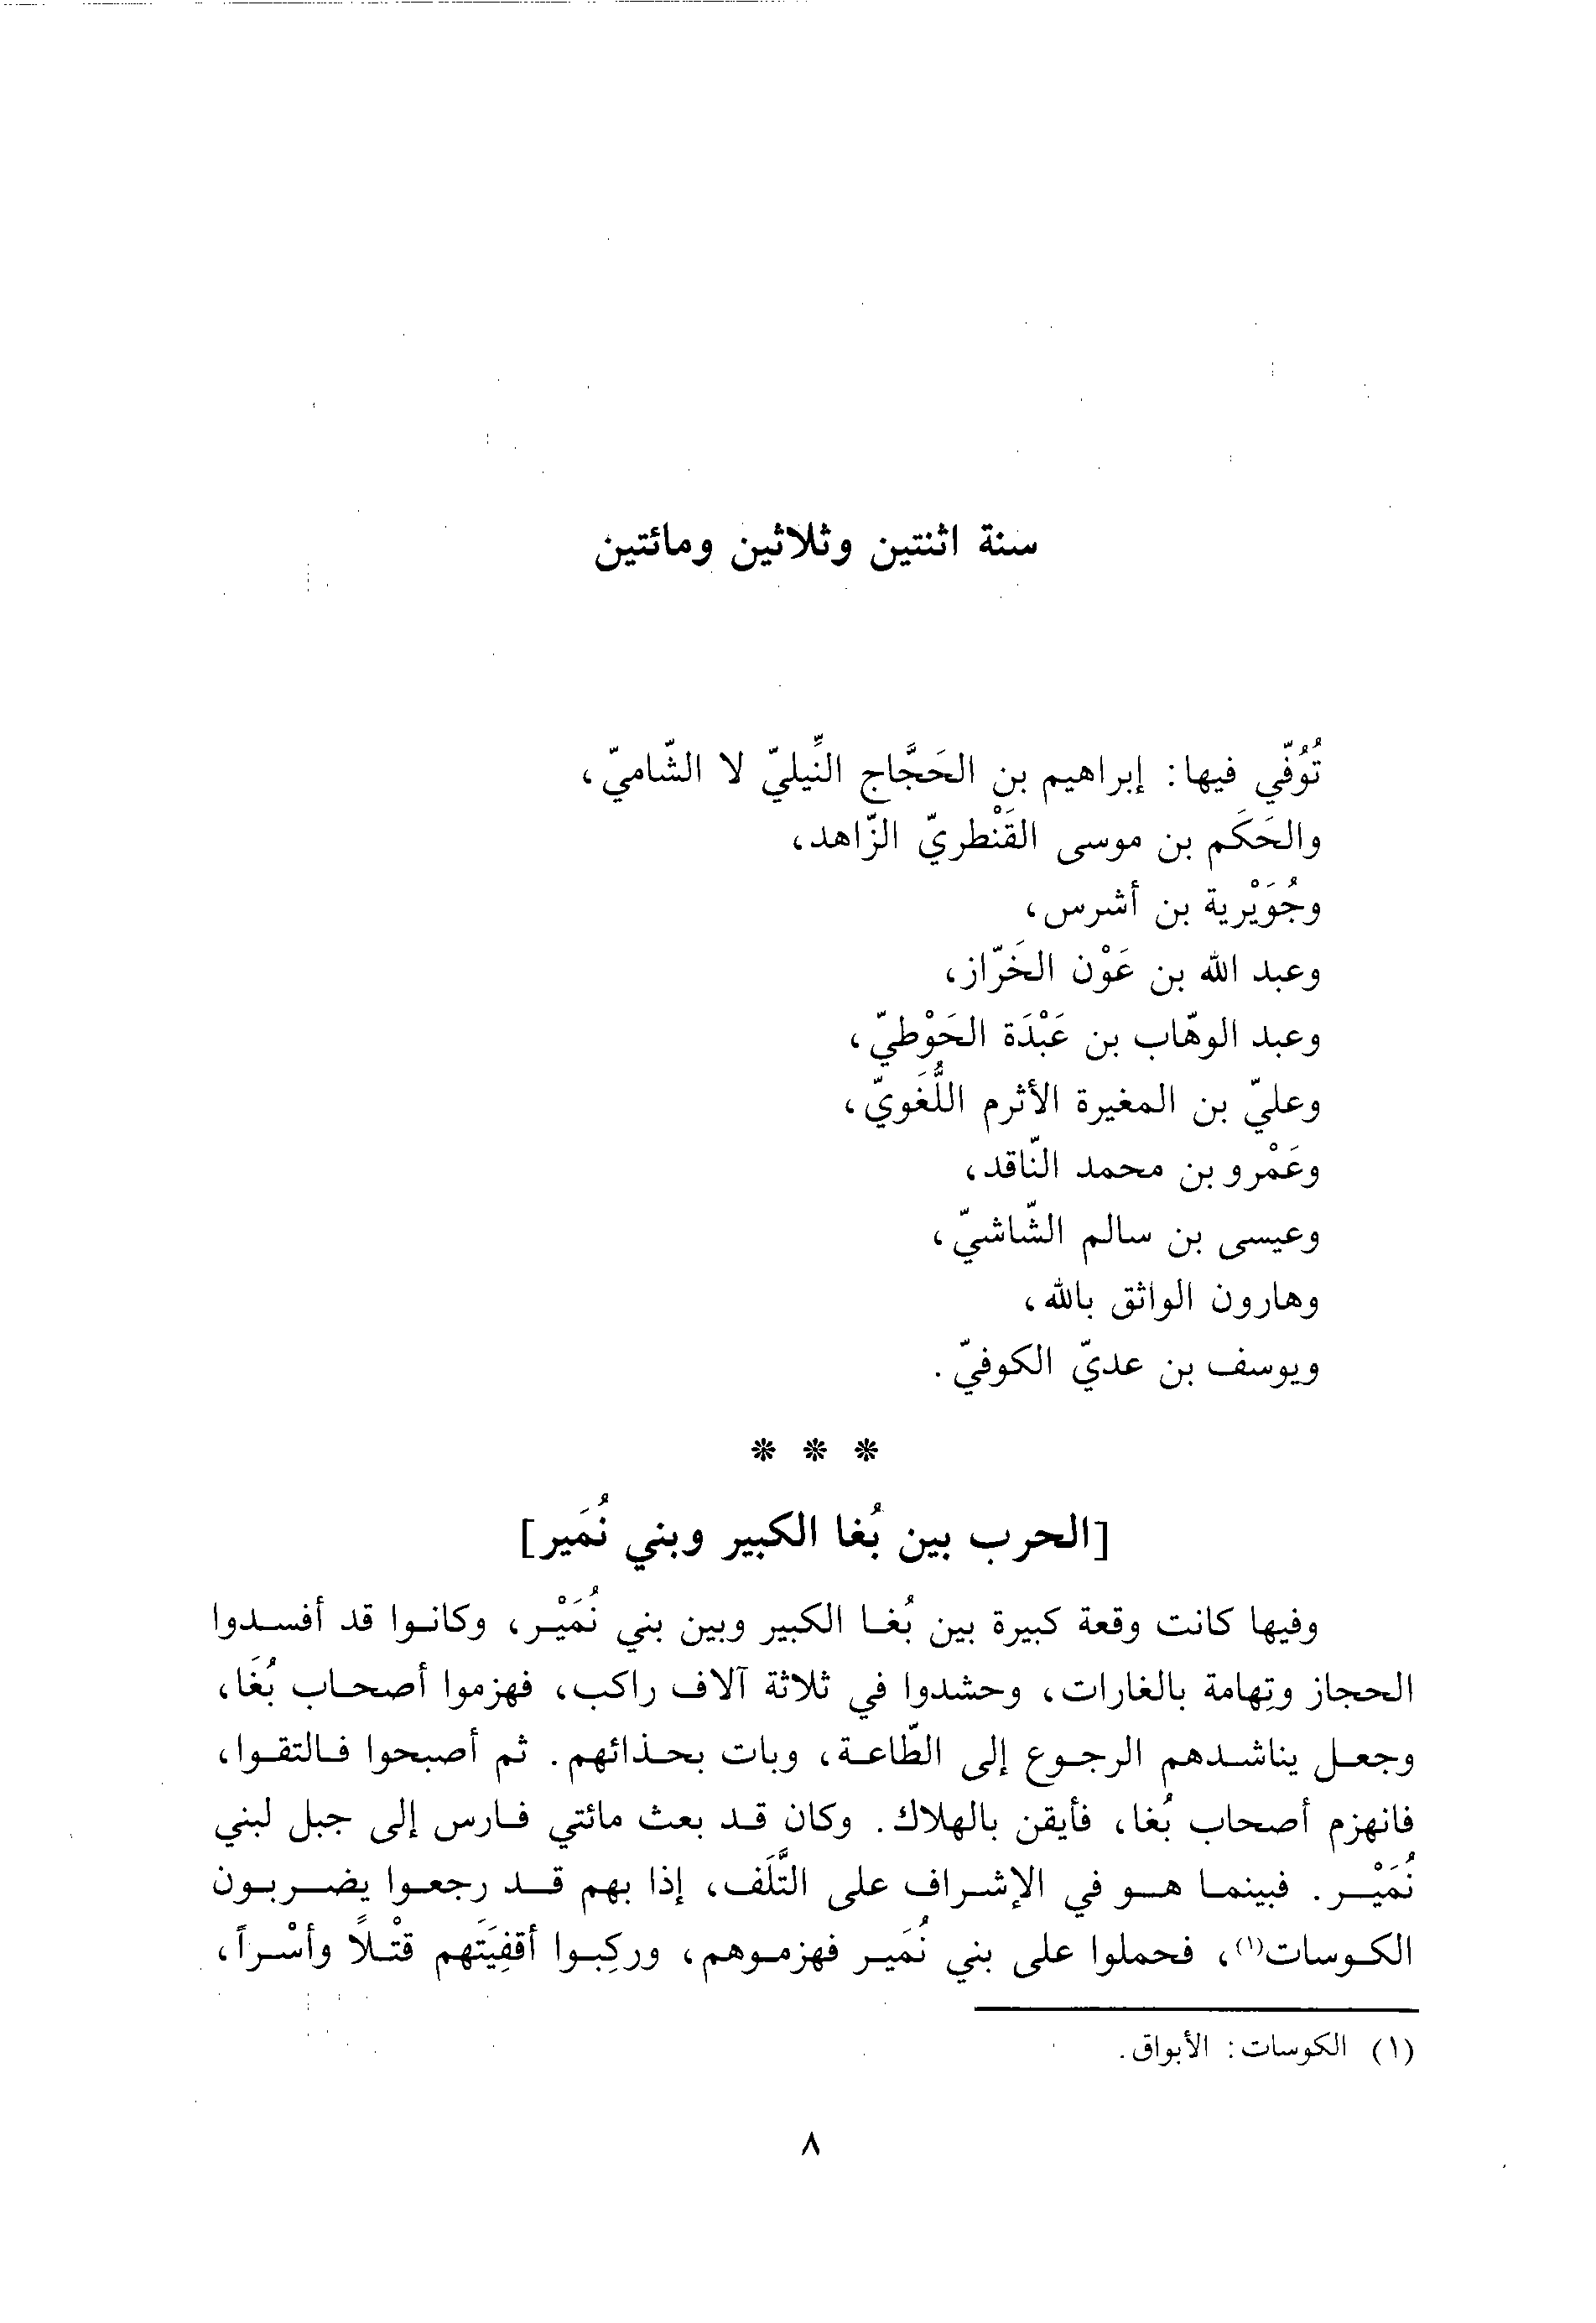 سنة اثنتين وثلاثين ومائتين
تُوُفّي فيها: إبراهيم بن الحَجَّاج النِّيليّ لا الشّاميّ،
والحَكَم بن موسى القَنْطريّ الزّاهد،
وجُوَيْرية بن أشرس،
وعبد الله بن عَوْن الخَرّاز،
وعبد الوهّاب بن عَبْدَة الحَوْطيّ،
وعليّ بن المغيرة الأثرم اللُّغَويّ،
وعَمْرو بن محمد النّاقد،
وعيسى بن سالم الشّاشيّ،
وهارون الواثق بالله،
ويوسف بن عديّ الكوفيّ.
* * *
[الحرب بين بُغا الكبير وبني نُمَير]
وفيها كانت وقعة كبيرة بين بُغا الكبير وبين بني نُمَيْر، وكانوا قد أفسدوا
الحجاز وتِهامة بالغارات، وحشدوا في ثلاثة آلاف راكب، فهزموا أصحاب بُغَا،
وجعل يناشدهم الرجوع إلى الطّاعة، وبات بحذائهم. ثم أصبحوا فالتقوا،
فانهزم أصحاب بُغا، فأيقن بالهلاك. وكان قد بعث مائتي فارس إلى جبل لبني
نُمَيْر. فبينما هو في الإشراف على التَّلَف، إذا بهم قد رجعوا يضربون
الكوسات(١)، فحملوا على بني نُمَير فهزموهم، وركِبوا أقفِيَتَهم قتْلاً وأسْراً،
(١) الكوسات: الأبواق.
٨